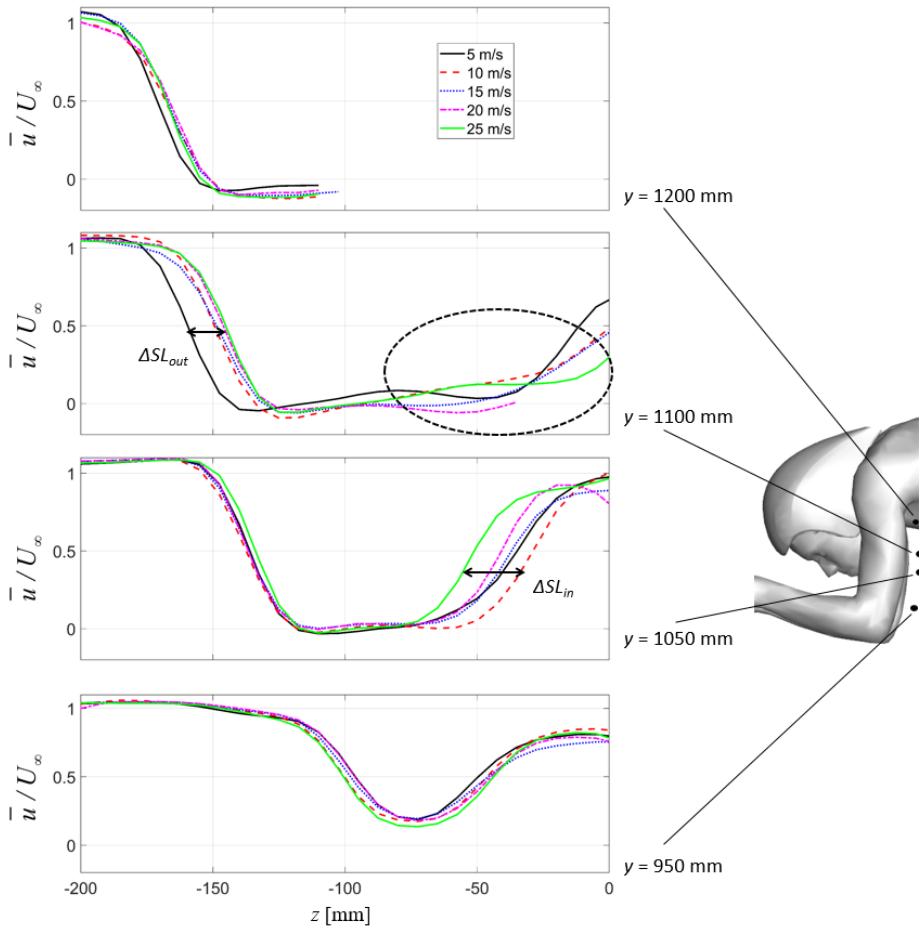 1
0.5
0
u̅ / U∞
5 m/s
10 m/s
15 m/s
20 m/s
25 m/s
y = 1200 mm
1
0.5
0
u̅ / U∞
ΔSLout
y = 1100 mm
1
0.5
0
u̅ / U∞
ΔSLin
y = 1050 mm
1
0.5
0
u̅ / U∞
y = 950 mm
-200
-150
-100
-50
0
z [mm]